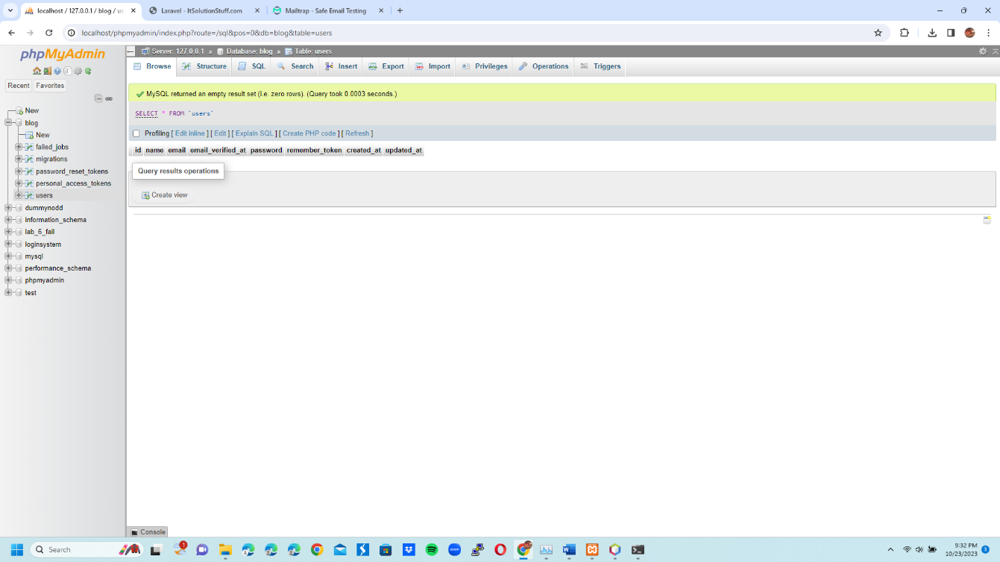 localhost / 127.0.0.1 / blog / us
Laravel - ItSolutionStuff.com
Mailtrap - Safe Email Testing
localhost/phpmyadmin/index.php?route=/sql&pos=0&db=blog&table=users
phpMyAdmin
Server: 127.0.0.1 » Database: blog » Table: users
Browse Structure SQL Search Insert Export Import Privileges Operations Triggers
Recent Favorites
New
blog
New
failed_jobs
migrations
password_reset_tokens
personal_access_tokens
users
dummynodd
information_schema
lab_6_fail
loginsystem
mysql
performance_schema
phpmyadmin
test
MySQL returned an empty result set (i.e. zero rows). (Query took 0.0003 seconds.)
SELECT * FROM `users`
Profiling [ Edit inline ] [ Edit ] [ Explain SQL ] [ Create PHP code ] [ Refresh ]
id name email email_verified_at password remember_token created_at updated_at
Query results operations
Create view
Console
Search
1
zoom
9:32 PM
10/23/2023
3